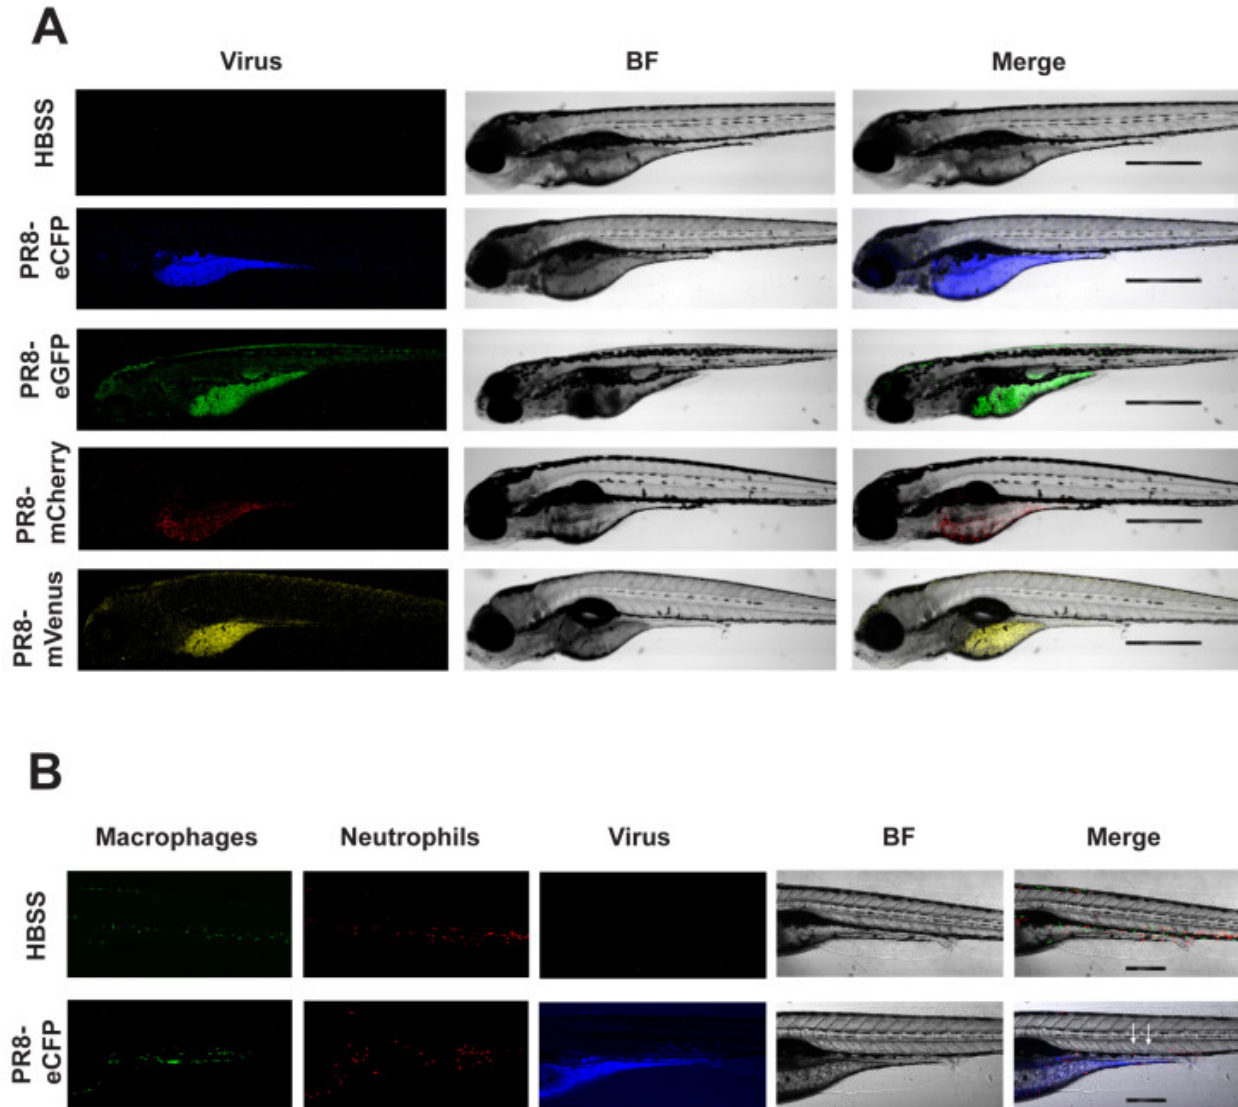 A
Virus BF Merge
HBSS
PR8-
eCFP
PR8-
eGFP
PR8-
mCherry
PR8-
mVenus
B
Macrophages Neutrophils Virus BF Merge
HBSS
PR8-
eCFP